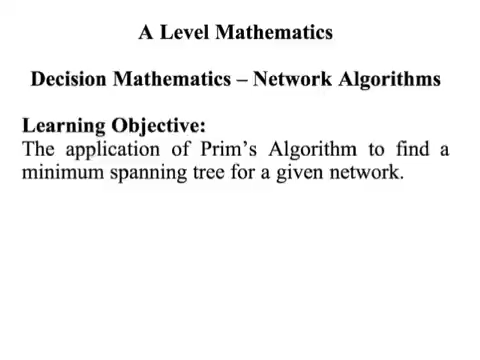 A Level Mathematics
Decision Mathematics – Network Algorithms
Learning Objective:
The application of Prim's Algorithm to find a
minimum spanning tree for a given network.